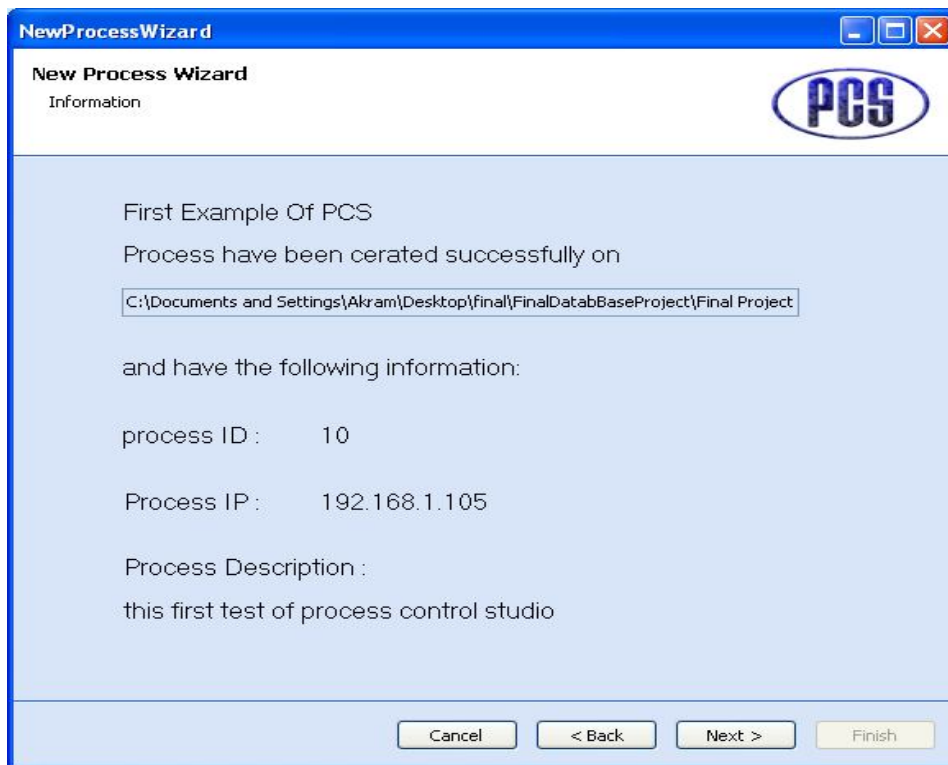 NewProcessWizard
New Process Wizard
Information
PCS
First Example Of PCS
Process have been cerated successfully on
C:\Documents and Settings\Akram\Desktop\final\FinalDatabBaseProject\Final Project
and have the following information:
process ID : 10
Process IP : 192.168.1.105
Process Description :
this first test of process control studio
Cancel < Back Next > Finish